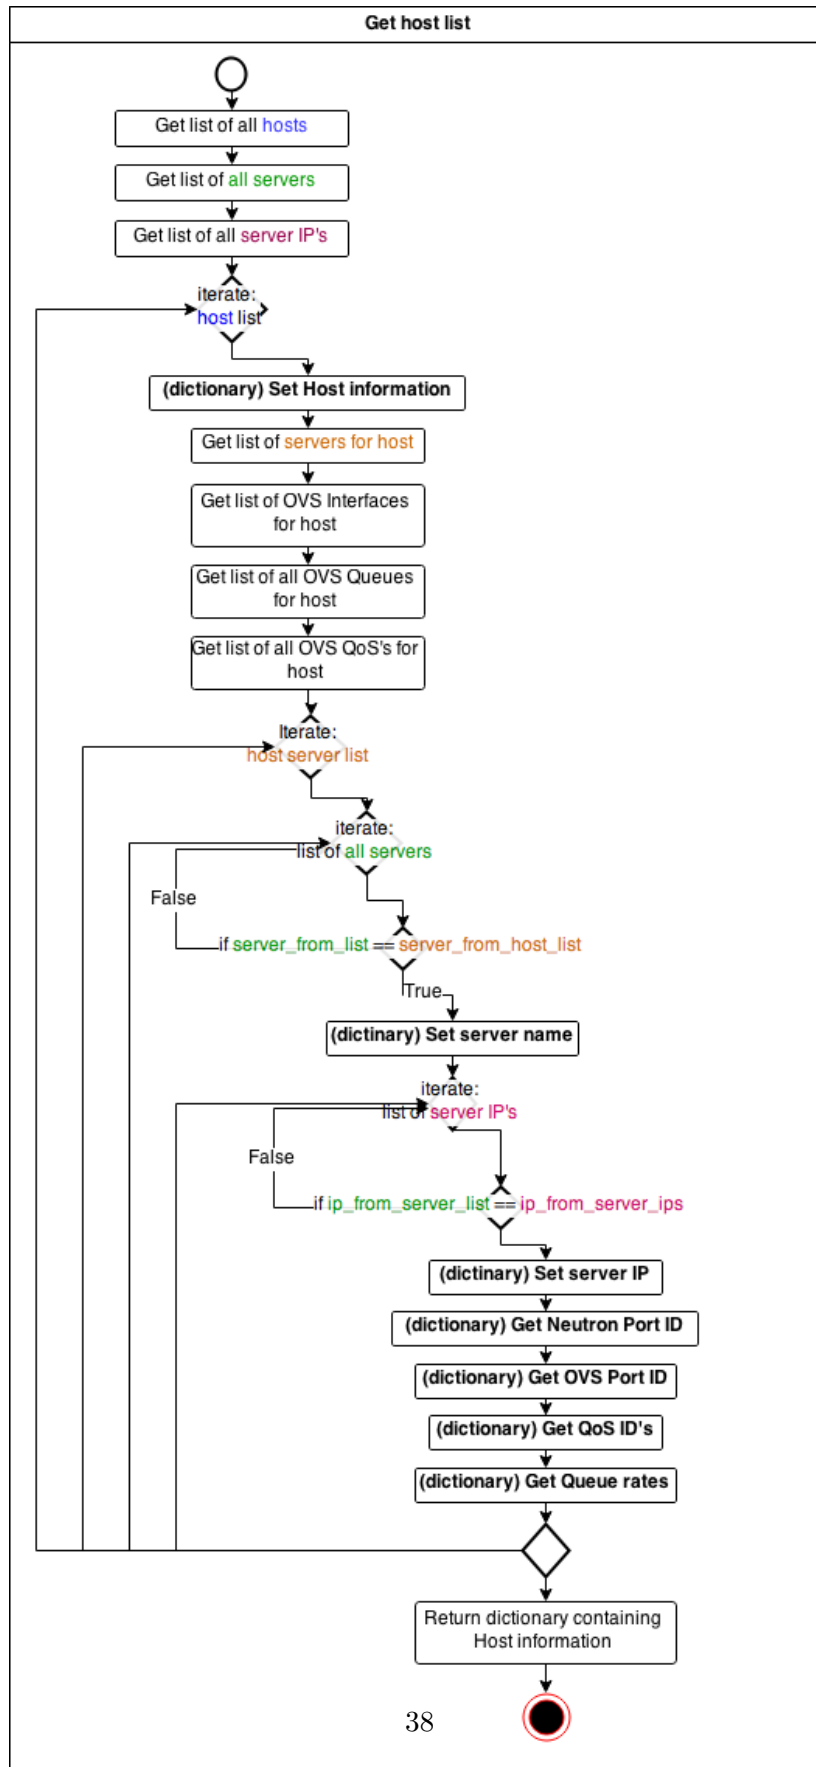 Get host list
Get list of all hosts
Get list of all servers
Get list of all server IP's
iterate:
host list
(dictionary) Set Host information
Get list of servers for host
Get list of OVS Interfaces
for host
Get list of all OVS Queues
for host
Get list of all OVS QoS's for
host
Iterate:
host server list
iterate:
list of all servers
False
if server_from_list == server_from_host_list
True
(dictinary) Set server name
iterate:
list of server IP's
False
if ip_from_server_list == ip_from_server_ips
(dictinary) Set server IP
(dictionary) Get Neutron Port ID
(dictionary) Get OVS Port ID
(dictionary) Get QoS ID's
(dictionary) Get Queue rates
Return dictionary containing
Host information
38